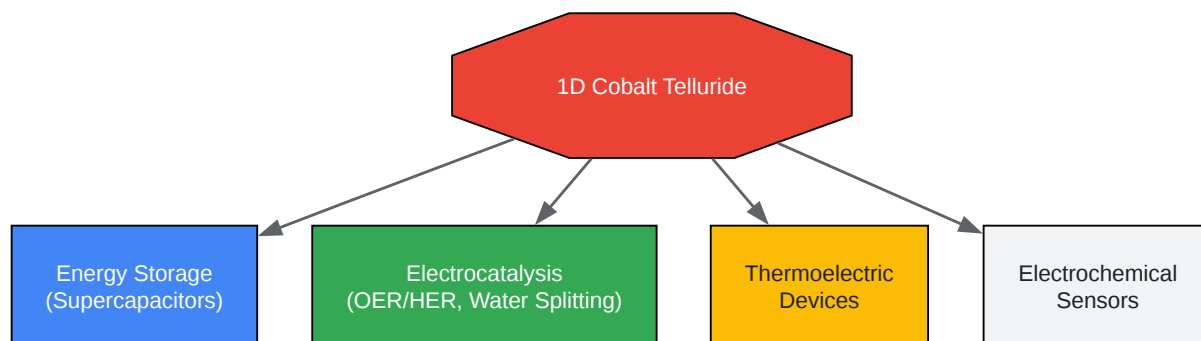 1D Cobalt Telluride
Energy Storage
(Supercapacitors)
Electrocatalysis
(OER/HER, Water Splitting)
Thermoelectric
Devices
Electrochemical
Sensors